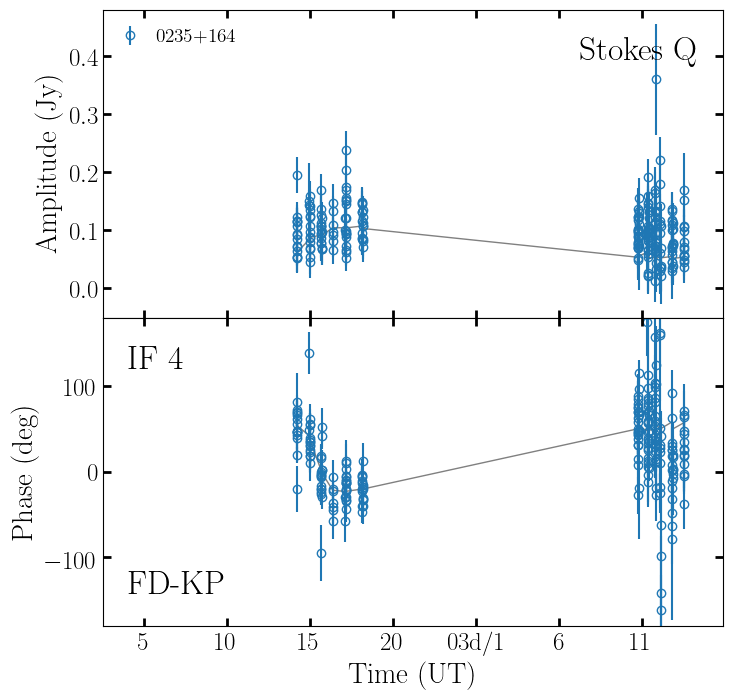 0235+164
Stokes Q
0.4
0.3
0.2
0.1
0.0
Amplitude (Jy)
IF 4
100
0
−100
Phase (deg)
FD-KP
5 10 15 20 03d/1 6 11
Time (UT)